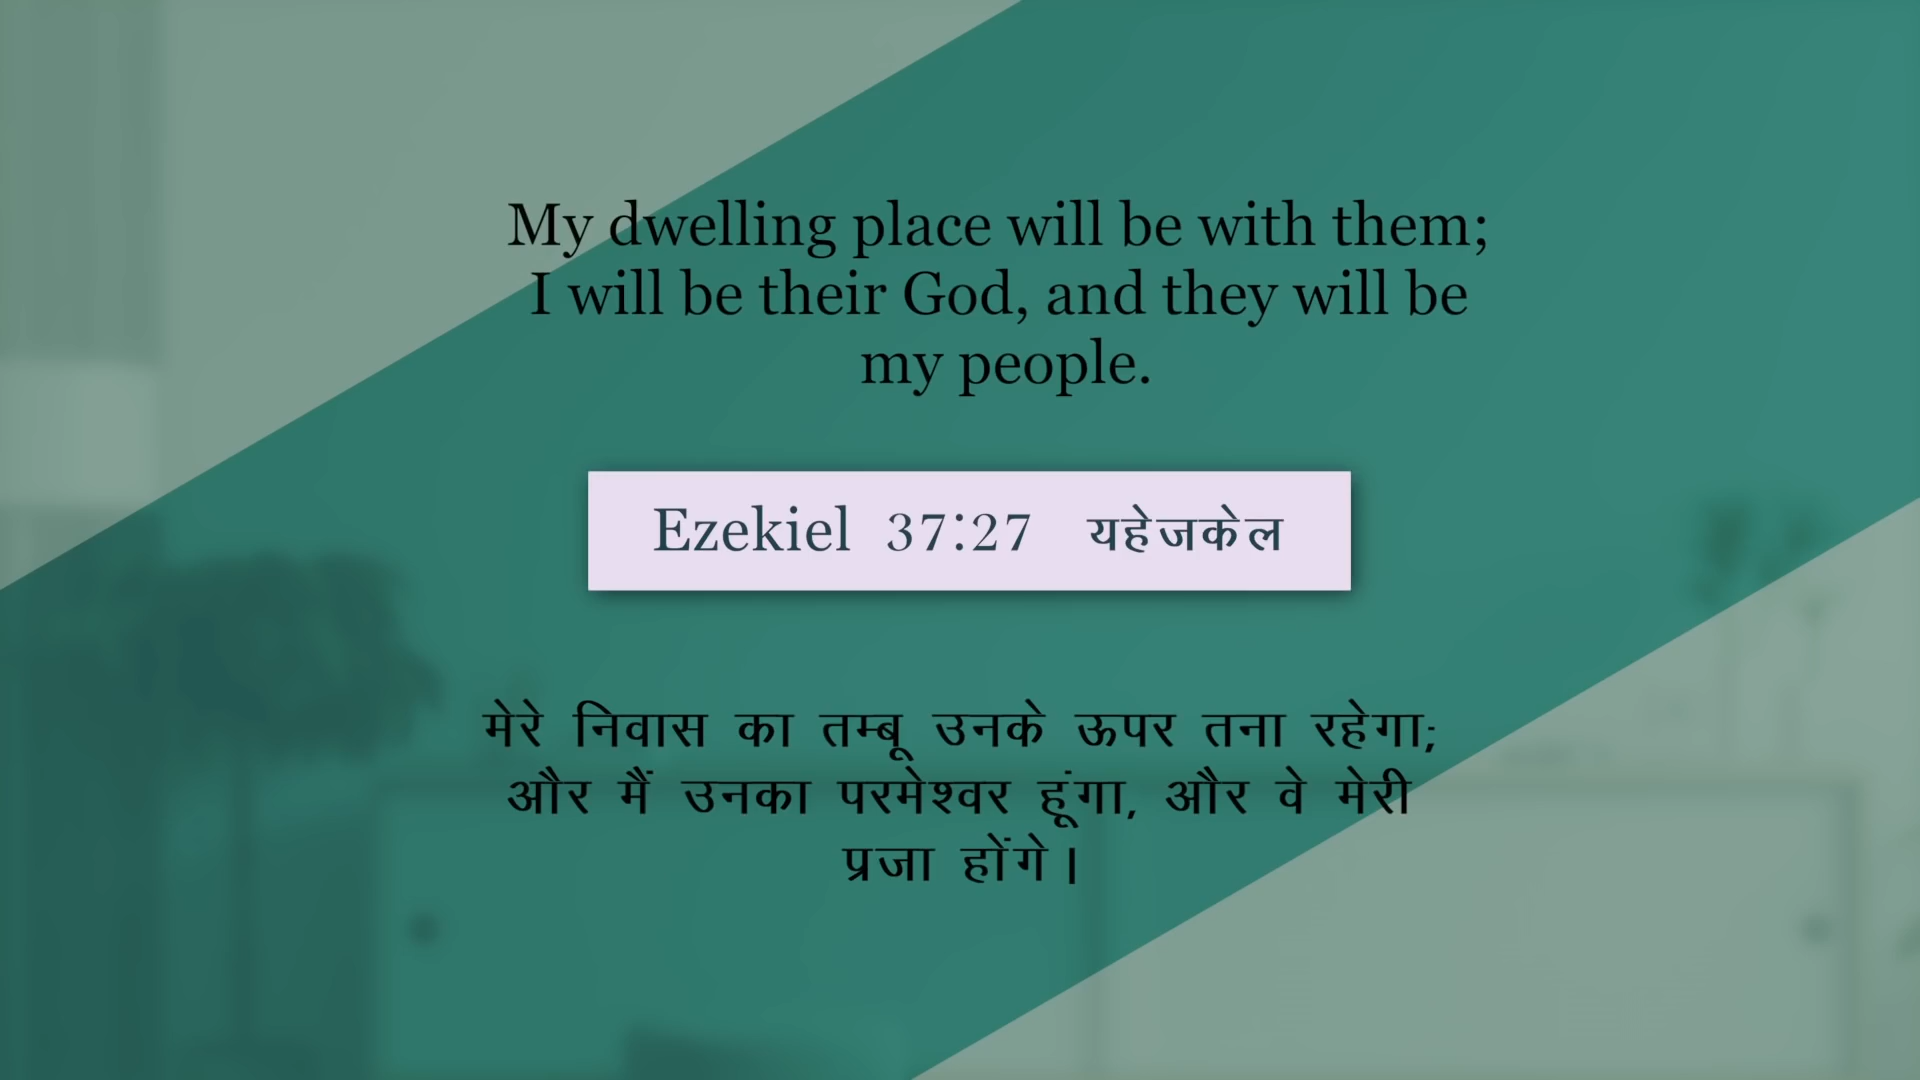 My dwelling place will be with them;
I will be their God, and they will be
my people.
Ezekiel 37:27 यहेजकेल
मेरे निवास का तम्बू उनके ऊपर तना रहेगा;
और मैं उनका परमेश्वर हूंगा, और वे मेरी
प्रजा होंगे।